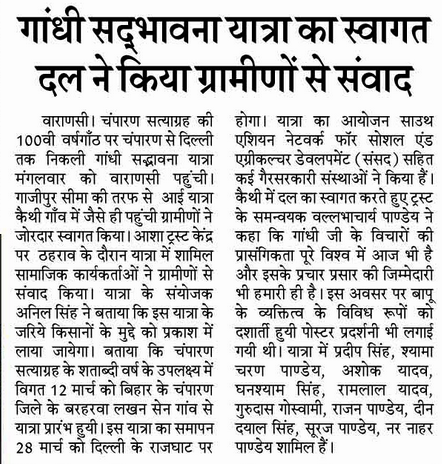 गांधी सद्भावना यात्रा का स्वागत
दल ने किया ग्रामीणों से संवाद
वाराणसी। चंपारण सत्याग्रह की
100वी वर्षगाँठ पर चंपारण से दिल्ली
तक निकली गांधी सद्भावना यात्रा
मंगलवार को वाराणसी पहुंची।
गाजीपुर सीमा की तरफ से आई यात्रा
कैथी गाँव में जैसे ही पहुंची ग्रामीणों ने
जोरदार स्वागत किया। आशा ट्रस्ट केंद्र
पर ठहराव के दौरान यात्रा में शामिल
सामाजिक कार्यकर्ताओं ने ग्रामीणों से
संवाद किया। यात्रा के संयोजक
अनिल सिंह ने बताया कि इस यात्रा के
जरिये किसानों के मुद्दे को प्रकाश में
लाया जायेगा। बताया कि चंपारण
सत्याग्रह के शताब्दी वर्ष के उपलक्ष्य में
विगत 12 मार्च को बिहार के चंपारण
जिले के बरहरवा लखन सेन गांव से
यात्रा प्रारंभ हुयी। इस यात्रा का समापन
28 मार्च को दिल्ली के राजघाट पर
होगा। यात्रा का आयोजन साउथ
एशियन नेटवर्क फॉर सोशल एंड
एग्रीकल्चर डेवलपमेंट (संसद) सहित
कई गैरसरकारी संस्थाओं ने किया हैं।
कैथी में दल का स्वागत करते हुए ट्रस्ट
के समन्वयक वल्लभाचार्य पाण्डेय ने
कहा कि गांधी जी के विचारों की
प्रासंगिकता पूरे विश्व में आज भी है
और इसके प्रचार प्रसार की जिम्मेदारी
भी हमारी ही है। इस अवसर पर बापू
के व्यक्तित्व के विविध रूपों को
दर्शाती हुयी पोस्टर प्रदर्शनी भी लगाई
गयी थी। यात्रा में प्रदीप सिंह, श्यामा
चरण पाण्डेय, अशोक यादव,
घनश्याम सिंह, रामलाल यादव,
गुरुदास गोस्वामी, राजन पाण्डेय, दीन
दयाल सिंह, सूरज पाण्डेय, नर नाहर
पाण्डेय शामिल हैं।